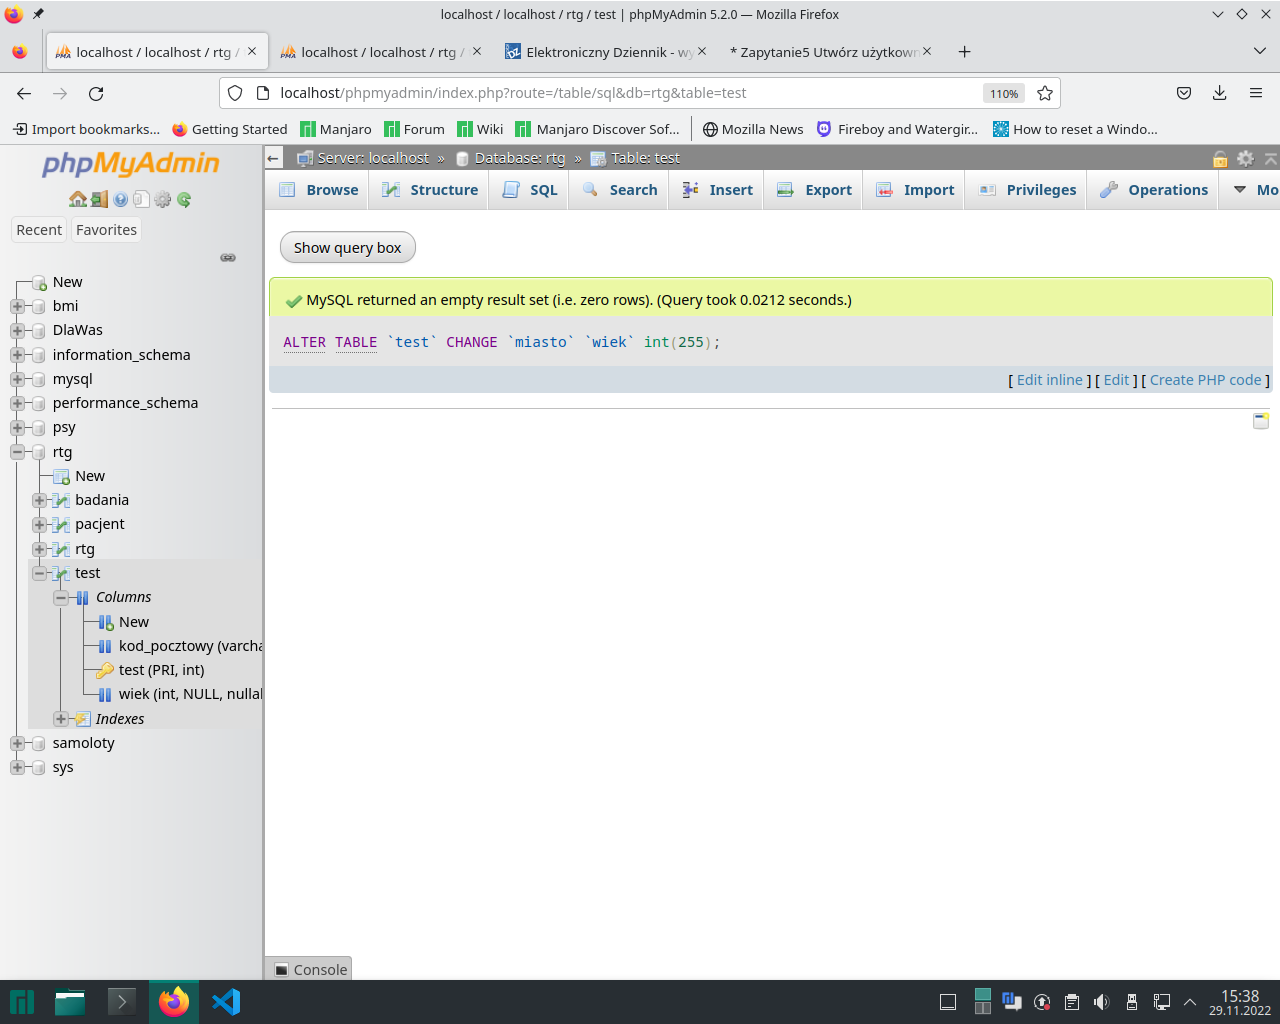 localhost / localhost / rtg / test | phpMyAdmin 5.2.0 — Mozilla Firefox
localhost / localhost / rtg /
localhost / localhost / rtg /
Elektroniczny Dziennik - wy
* Zapytanie5 Utwórz użytkown
localhost/phpmyadmin/index.php?route=/table/sql&db=rtg&table=test
110%
Import bookmarks...
Getting Started
Manjaro
Forum
Wiki
Manjaro Discover Sof...
Mozilla News
Fireboy and Watergir...
How to reset a Windo...
phpMyAdmin
Recent
Favorites
New
bmi
DlaWas
information_schema
mysql
performance_schema
psy
rtg
New
badania
pacjent
rtg
test
Columns
New
kod_pocztowy (varcha
test (PRI, int)
wiek (int, NULL, nullal
Indexes
samoloty
sys
Server: localhost » Database: rtg » Table: test
Browse
Structure
SQL
Search
Insert
Export
Import
Privileges
Operations
Mo
Show query box
MySQL returned an empty result set (i.e. zero rows). (Query took 0.0212 seconds.)
ALTER TABLE `test` CHANGE `miasto` `wiek` int(255);
[ Edit inline ] [ Edit ] [ Create PHP code ]
Console
15:38
29.11.2022